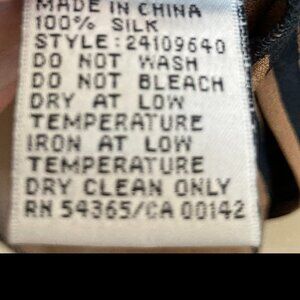 MADE IN CHINA
100% SILK
STYLE:24109640
DO NOT WASH
DO NOT BLEACH
DRY AT LOW
TEMPERATURE
IRON AT LOW
TEMPERATURE
DRY CLEAN ONLY
RN 54365/CA 00142